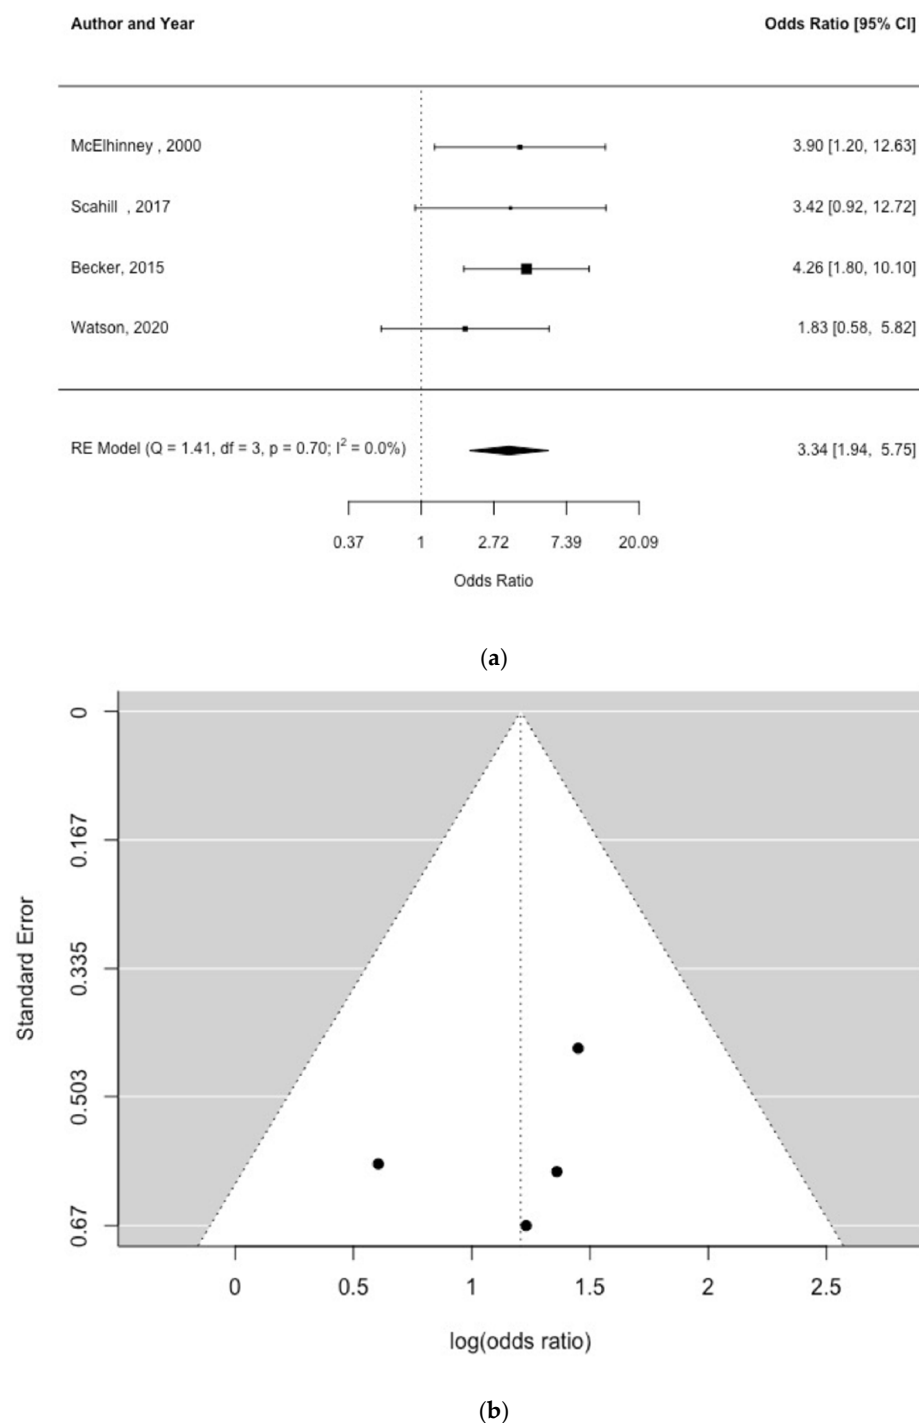 Author and Year Odds Ratio [95% CI]
McElhinney , 2000 3.90 [1.20, 12.63]
Scahill , 2017 3.42 [0.92, 12.72]
Becker, 2015 4.26 [1.80, 10.10]
Watson, 2020 1.83 [0.58, 5.82]
RE Model (Q = 1.41, df = 3, p = 0.70; I² = 0.0%) 3.34 [1.94, 5.75]
0.37 1 2.72 7.39 20.09
Odds Ratio
(a)
Standard Error
0
0.167
0.335
0.503
0.67
0 0.5 1 1.5 2 2.5
log(odds ratio)
(b)